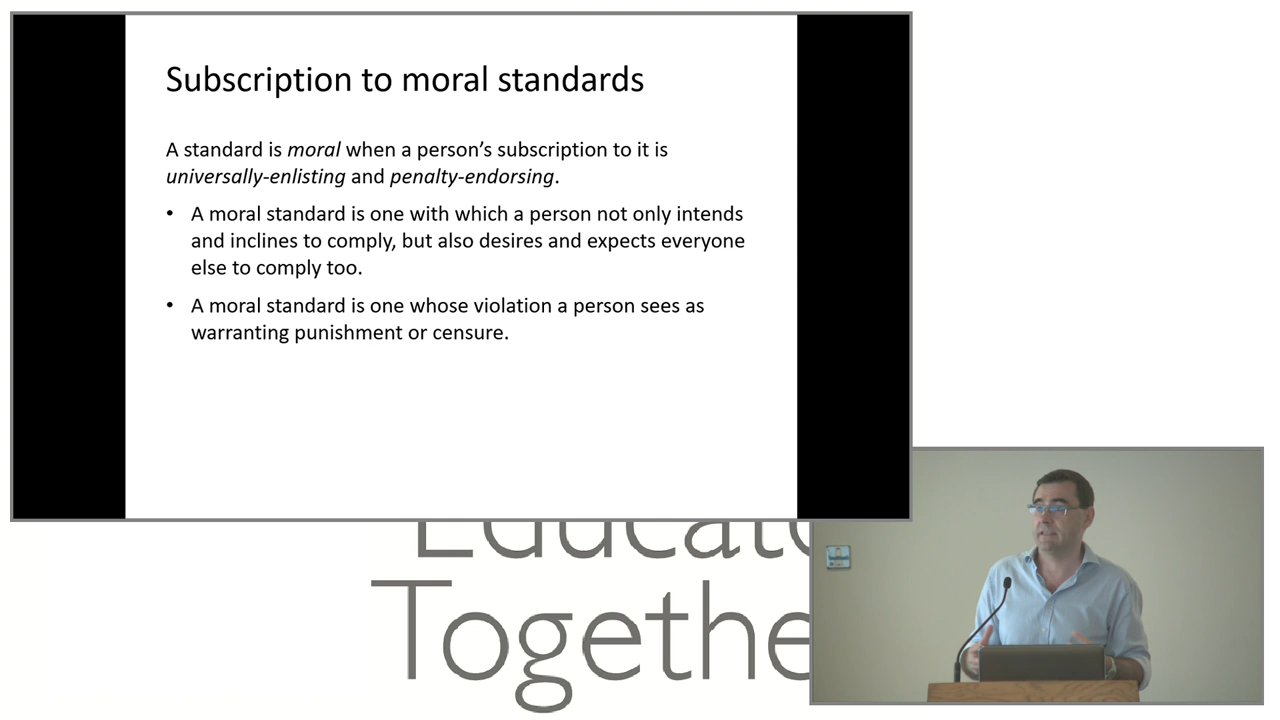 Subscription to moral standards
A standard is moral when a person’s subscription to it is
universally-enlisting and penalty-endorsing.
• A moral standard is one with which a person not only intends
and inclines to comply, but also desires and expects everyone
else to comply too.
• A moral standard is one whose violation a person sees as
warranting punishment or censure.
Educato
Togethe